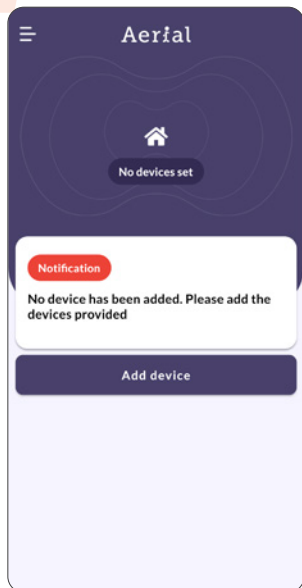 Aerial
No devices set
Notification
No device has been added. Please add the
devices provided
Add device